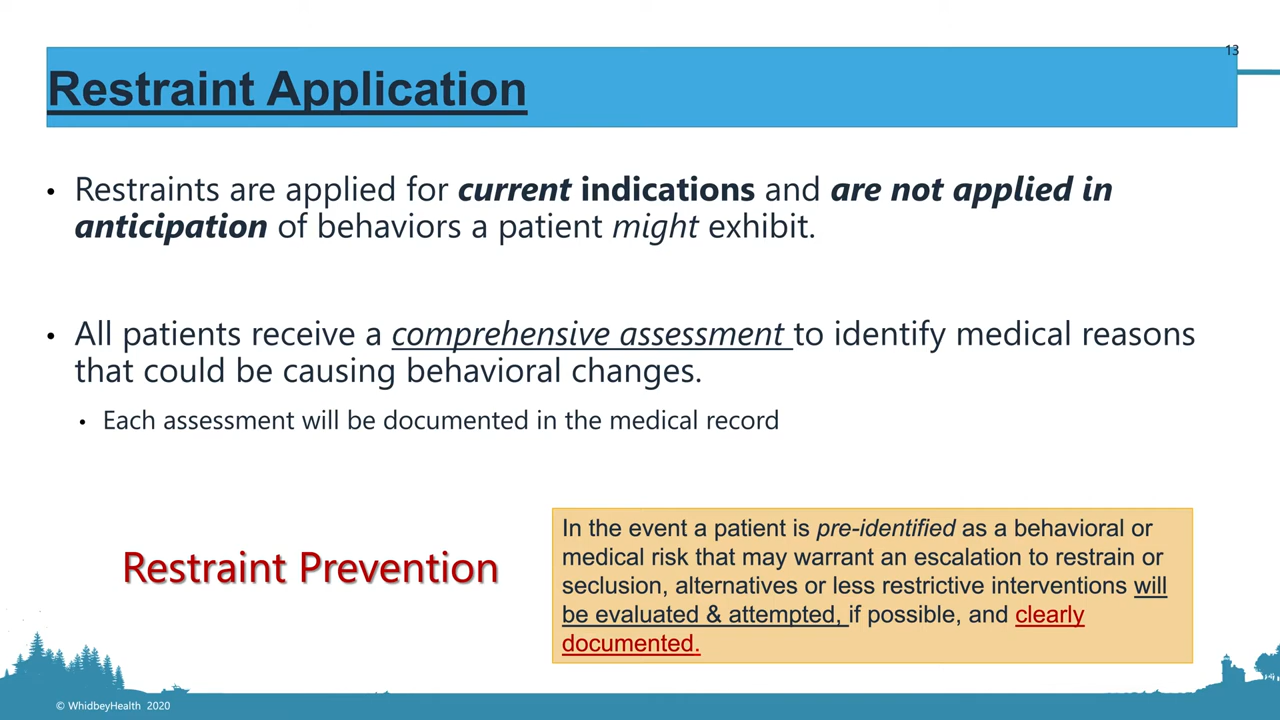 13
Restraint Application
• Restraints are applied for current indications and are not applied in
anticipation of behaviors a patient might exhibit.
• All patients receive a comprehensive assessment to identify medical reasons
that could be causing behavioral changes.
• Each assessment will be documented in the medical record
Restraint Prevention
In the event a patient is pre-identified as a behavioral or
medical risk that may warrant an escalation to restrain or
seclusion, alternatives or less restrictive interventions will
be evaluated & attempted, if possible, and clearly
documented.
© WhidbeyHealth 2020